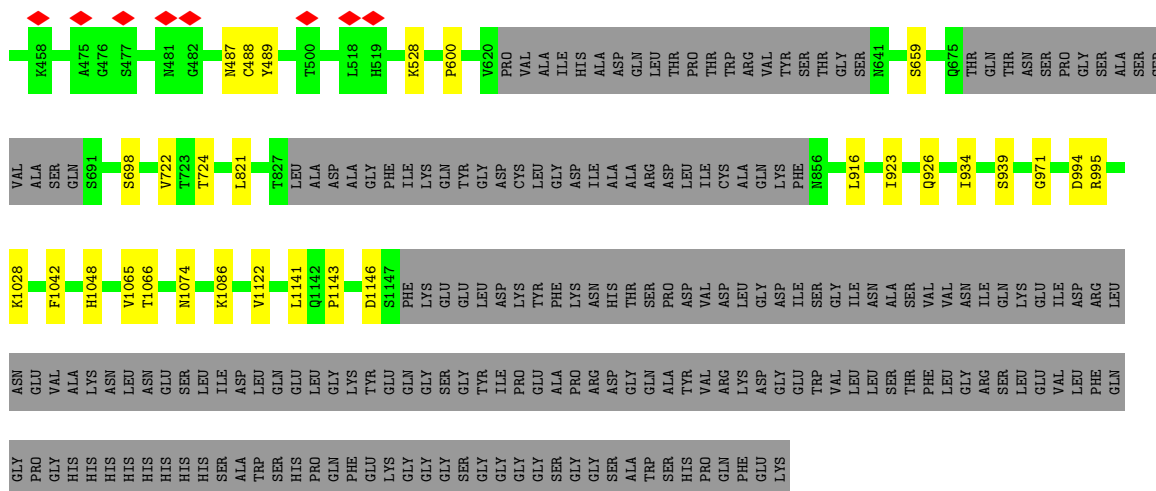 K458 A475 G476 S477 N481 G482 N487 C488 Y489 T500 L518 H519 K528 P600 V620 PRO VAL ALA ILE HIS ALA ASP GLN LEU THR PRO THR TRP ARG VAL TYR SER THR GLY SER N641 S659 Q675 THR GLN THR ASN SER PRO GLY SER ALA SER
VAL ALA SER GLN S691 S698 V722 T723 T724 L821 T827 LEU ALA ASP ALA GLY PHE ILE LYS GLN TYR GLY ASP CYS LEU GLY ASP ILE ALA ALA ARG ASP LEU ILE CYS ALA GLN LYS PHE N856 L916 I923 Q926 I934 S939 G971 D994 R995
K1028 F1042 H1048 V1065 T1066 N1074 K1086 V1122 L1141 Q1142 P1143 D1146 S1147 PHE LYS GLU GLU LEU ASP LYS TYR PHE LYS ASN HIS THR SER PRO ASP VAL ASP LEU GLY ASP ILE SER GLY ILE ASN ALA SER VAL VAL ASN ILE GLN LYS GLU ILE ASP ARG LEU
ASN GLU VAL ALA LYS ASN LEU ASN GLU SER LEU ILE ASP LEU GLN GLU LEU GLY LYS TYR GLU GLN GLY SER GLY TYR ILE PRO GLU ALA PRO ARG ASP GLY GLN ALA TYR VAL ARG LYS ASP GLY GLU TRP VAL LEU LEU SER THR PHE LEU GLY ARG SER LEU GLU VAL LEU PHE GLN
GLY PRO GLY HIS HIS HIS HIS HIS HIS HIS HIS SER ALA TRP SER HIS PRO GLN PHE GLU LYS GLY GLY GLY SER GLY GLY GLY GLY SER GLY GLY SER ALA TRP SER HIS PRO GLN PHE GLU LYS